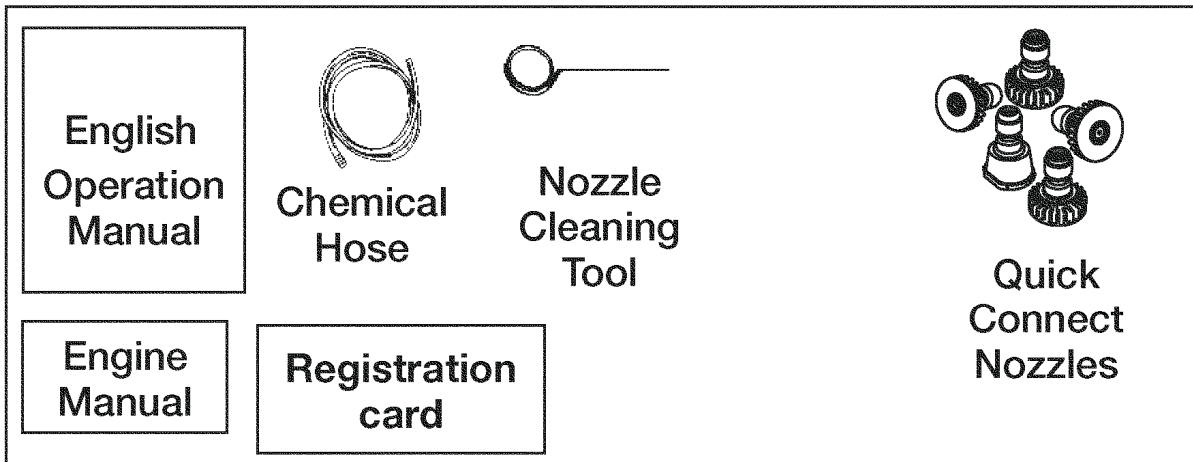 English
Operation
Manual
Chemical
Hose
Nozzle
Cleaning
Tool
Quick
Connect
Nozzles
Engine
Manual
Registration
card